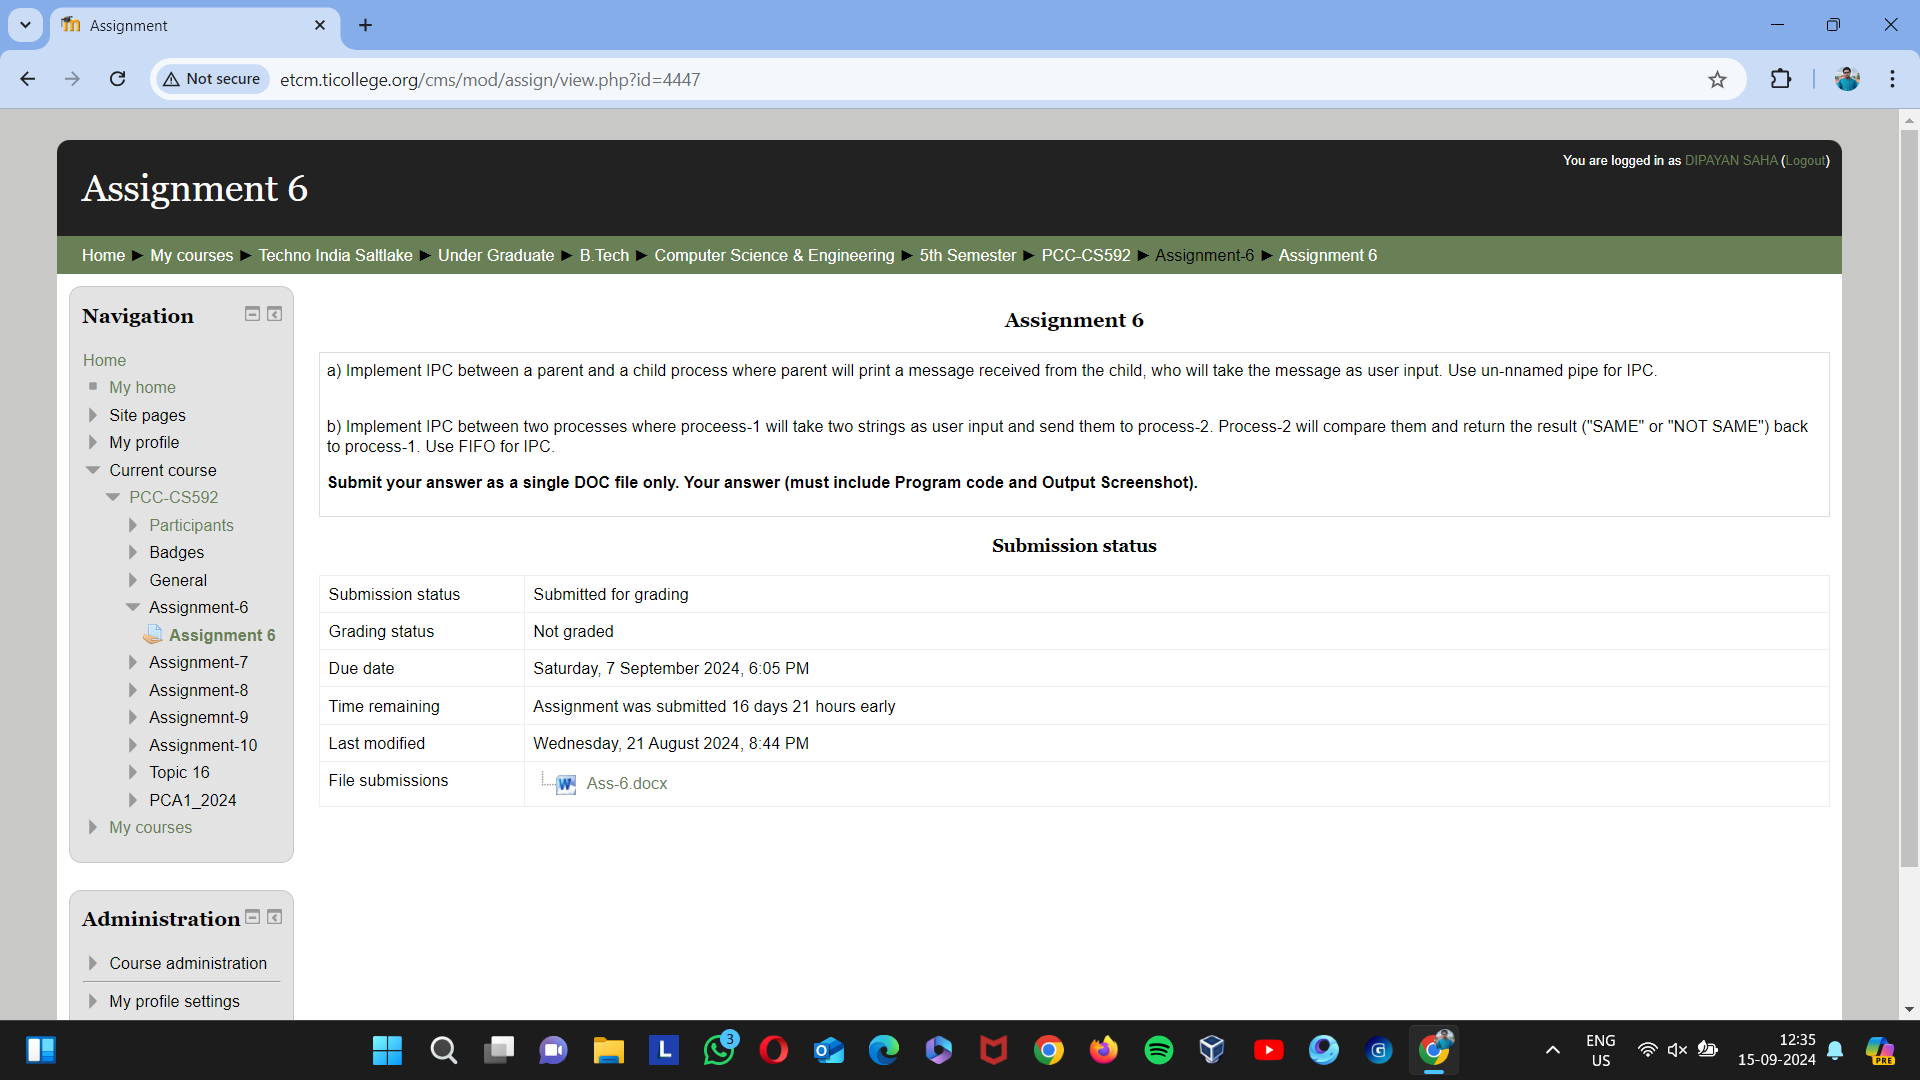 Assignment
Not secure
etcm.ticollege.org/cms/mod/assign/view.php?id=4447
You are logged in as DIPAYAN SAHA (Logout)
Assignment 6
Home ► My courses ► Techno India Saltlake ► Under Graduate ► B.Tech ► Computer Science & Engineering ► 5th Semester ► PCC-CS592 ► Assignment-6 ► Assignment 6
Navigation
Home
My home
Site pages
My profile
Current course
PCC-CS592
Participants
Badges
General
Assignment-6
Assignment 6
Assignment-7
Assignment-8
Assignemnt-9
Assignment-10
Topic 16
PCA1_2024
My courses
Administration
Course administration
My profile settings
Assignment 6
a) Implement IPC between a parent and a child process where parent will print a message received from the child, who will take the message as user input. Use un-nnamed pipe for IPC.
b) Implement IPC between two processes where proceess-1 will take two strings as user input and send them to process-2. Process-2 will compare them and return the result ("SAME" or "NOT SAME") back
to process-1. Use FIFO for IPC.
Submit your answer as a single DOC file only. Your answer (must include Program code and Output Screenshot).
Submission status
Submission status Submitted for grading
Grading status Not graded
Due date Saturday, 7 September 2024, 6:05 PM
Time remaining Assignment was submitted 16 days 21 hours early
Last modified Wednesday, 21 August 2024, 8:44 PM
File submissions Ass-6.docx
L
3
G
ENG
US
12:35
15-09-2024
PRE